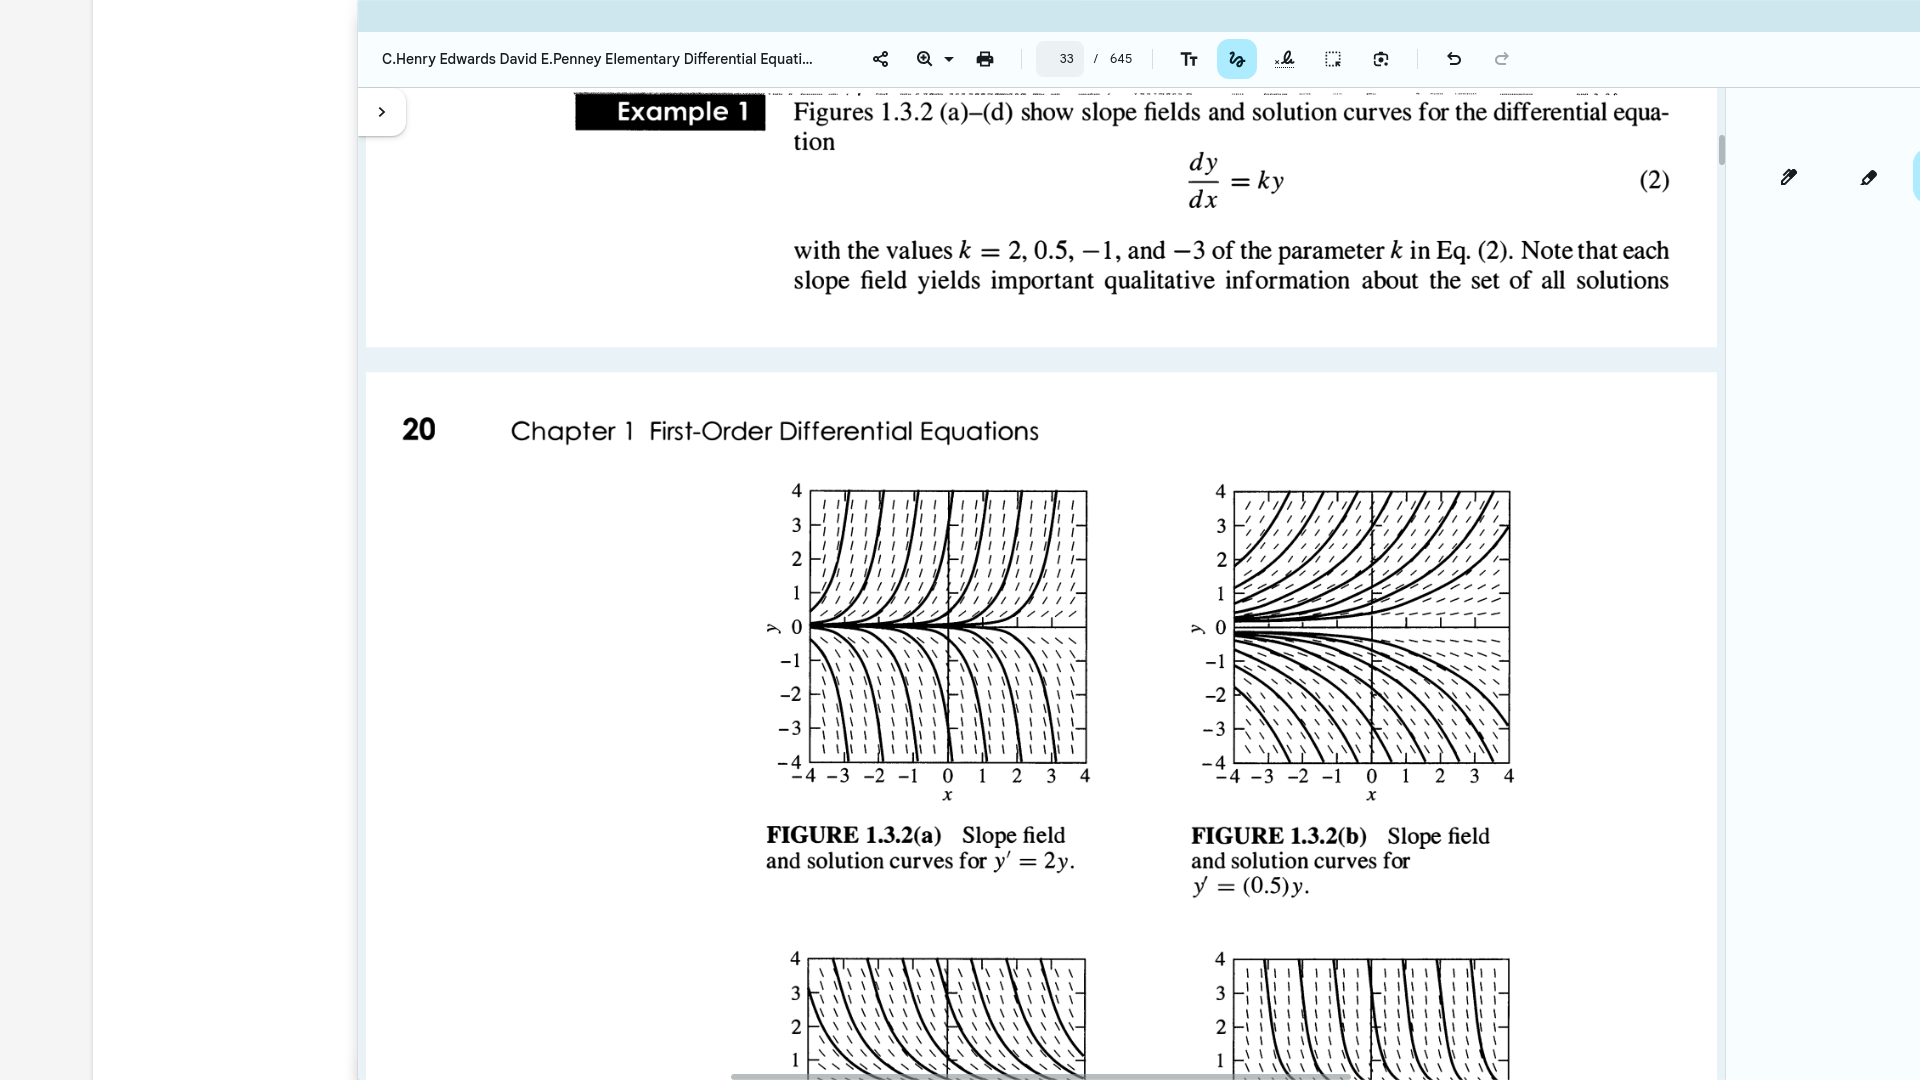 C.Henry Edwards David E.Penney Elementary Differential Equati...
33 / 645
Example 1 Figures 1.3.2 (a)–(d) show slope fields and solution curves for the differential equa-
tion
dy/dx = ky (2)
with the values k = 2, 0.5, −1, and −3 of the parameter k in Eq. (2). Note that each
slope field yields important qualitative information about the set of all solutions
20 Chapter 1 First-Order Differential Equations
4
3
2
1
0
−1
−2
−3
−4
y
−4 −3 −2 −1 0 1 2 3 4
x
FIGURE 1.3.2(a) Slope field
and solution curves for y′ = 2y.
4
3
2
1
0
−1
−2
−3
−4
y
−4 −3 −2 −1 0 1 2 3 4
x
FIGURE 1.3.2(b) Slope field
and solution curves for
y′ = (0.5)y.
4
3
2
1
4
3
2
1